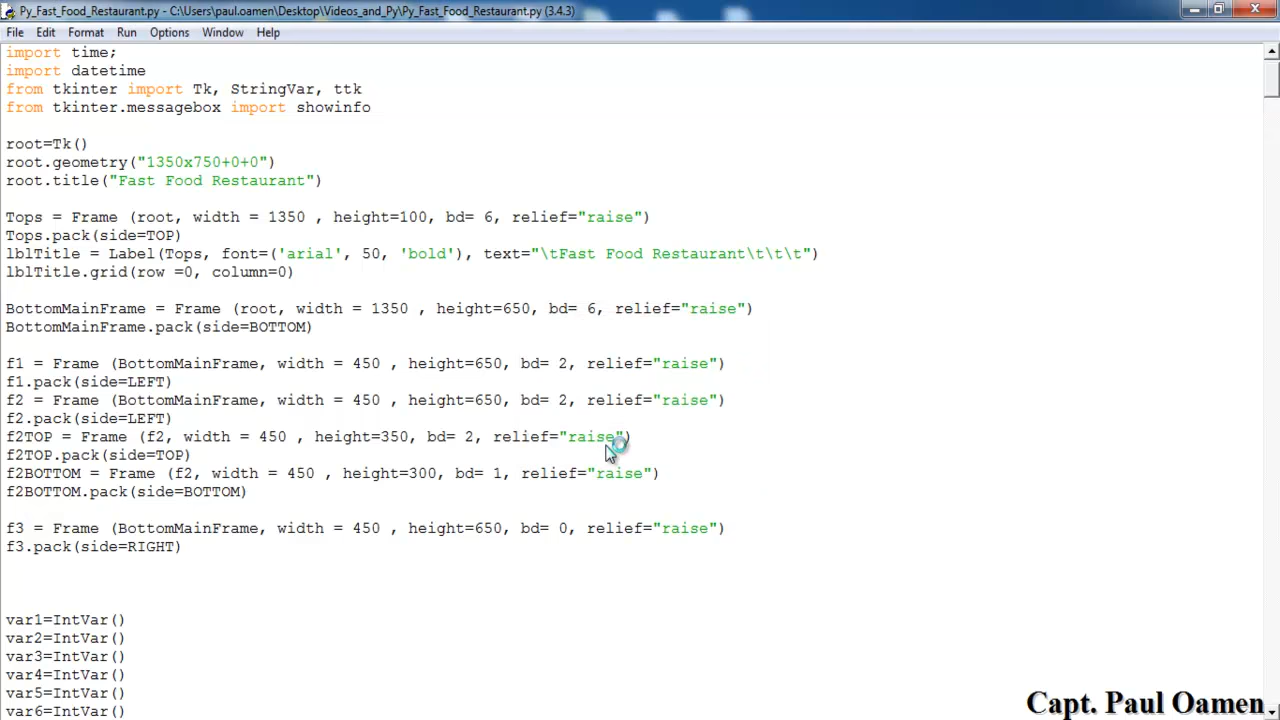 Py_Fast_Food_Restaurant.py - C:\Users\paul.oamen\Desktop\Videos_and_Py\Py_Fast_Food_Restaurant.py (3.4.3)
File Edit Format Run Options Window Help
import time;
import datetime
from tkinter import Tk, StringVar, ttk
from tkinter.messagebox import showinfo
root=Tk()
root.geometry("1350x750+0+0")
root.title("Fast Food Restaurant")
Tops = Frame (root, width = 1350 , height=100, bd= 6, relief="raise")
Tops.pack(side=TOP)
lblTitle = Label(Tops, font=('arial', 50, 'bold'), text="\tFast Food Restaurant\t\t\t")
lblTitle.grid(row =0, column=0)
BottomMainFrame = Frame (root, width = 1350 , height=650, bd= 6, relief="raise")
BottomMainFrame.pack(side=BOTTOM)
f1 = Frame (BottomMainFrame, width = 450 , height=650, bd= 2, relief="raise")
f1.pack(side=LEFT)
f2 = Frame (BottomMainFrame, width = 450 , height=650, bd= 2, relief="raise")
f2.pack(side=LEFT)
f2TOP = Frame (f2, width = 450 , height=350, bd= 2, relief="raise")
f2TOP.pack(side=TOP)
f2BOTTOM = Frame (f2, width = 450 , height=300, bd= 1, relief="raise")
f2BOTTOM.pack(side=BOTTOM)
f3 = Frame (BottomMainFrame, width = 450 , height=650, bd= 0, relief="raise")
f3.pack(side=RIGHT)
var1=IntVar()
var2=IntVar()
var3=IntVar()
var4=IntVar()
var5=IntVar()
var6=IntVar()
Capt. Paul Oamen